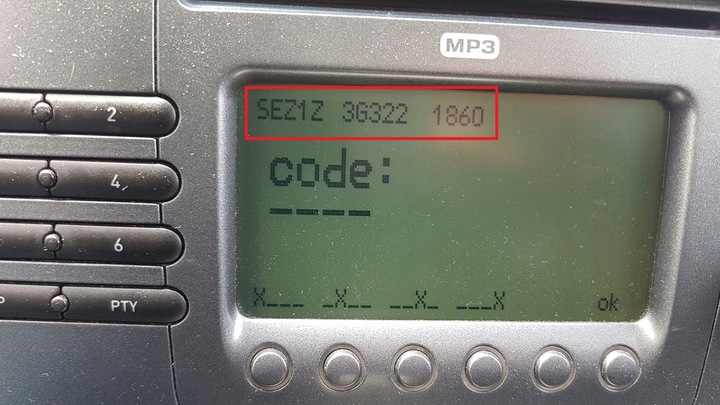 MP3
SEZ1Z 3G322 1860
2
code:
_ _ _ _
4
6
P PTY
X___ _X__ __X_ ___X ok